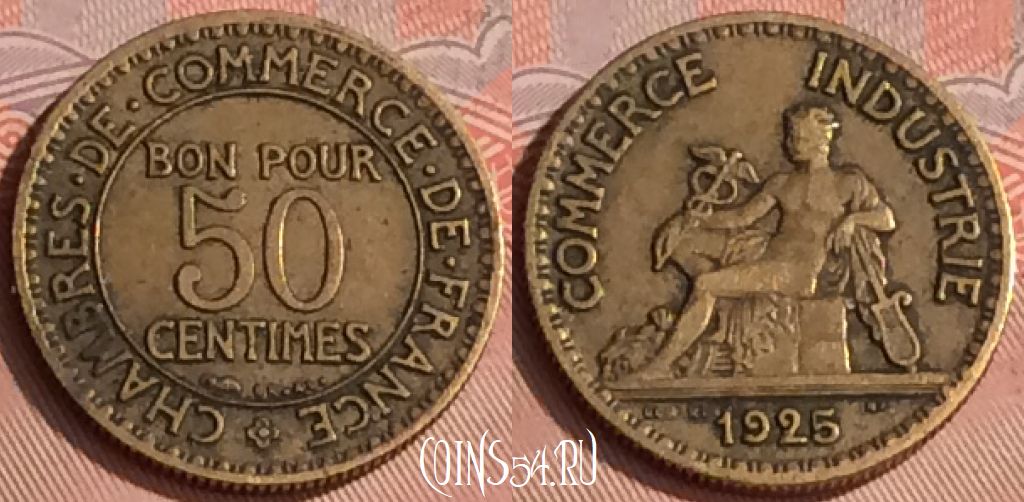 CHAMBRES·DE·COMMERCE·DE·FRANCE
BON POUR
50
CENTIMES
COMMERCE INDUSTRIE
1925
COINS54.RU